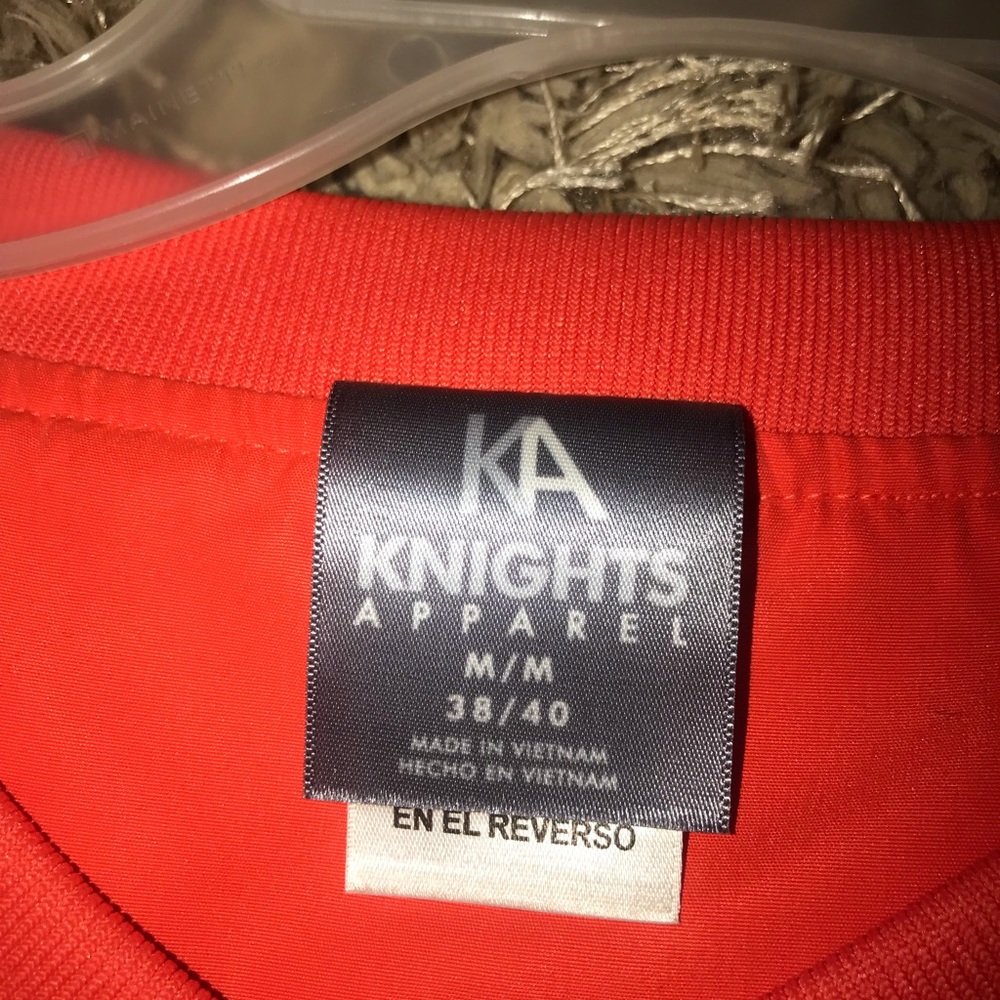 KA
KNIGHTS
APPAREL
M/M
38/40
MADE IN VIETNAM
HECHO EN VIETNAM
EN EL REVERSO